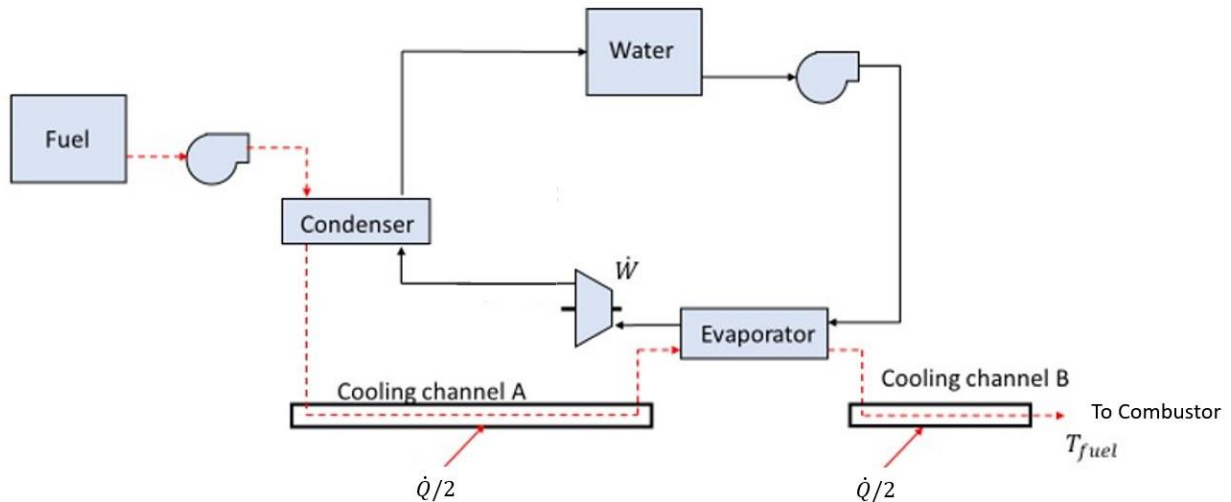 Water
Fuel
Condenser
Ẇ
Evaporator
Cooling channel A
Cooling channel B
To Combustor
T_fuel
Q̇/2
Q̇/2